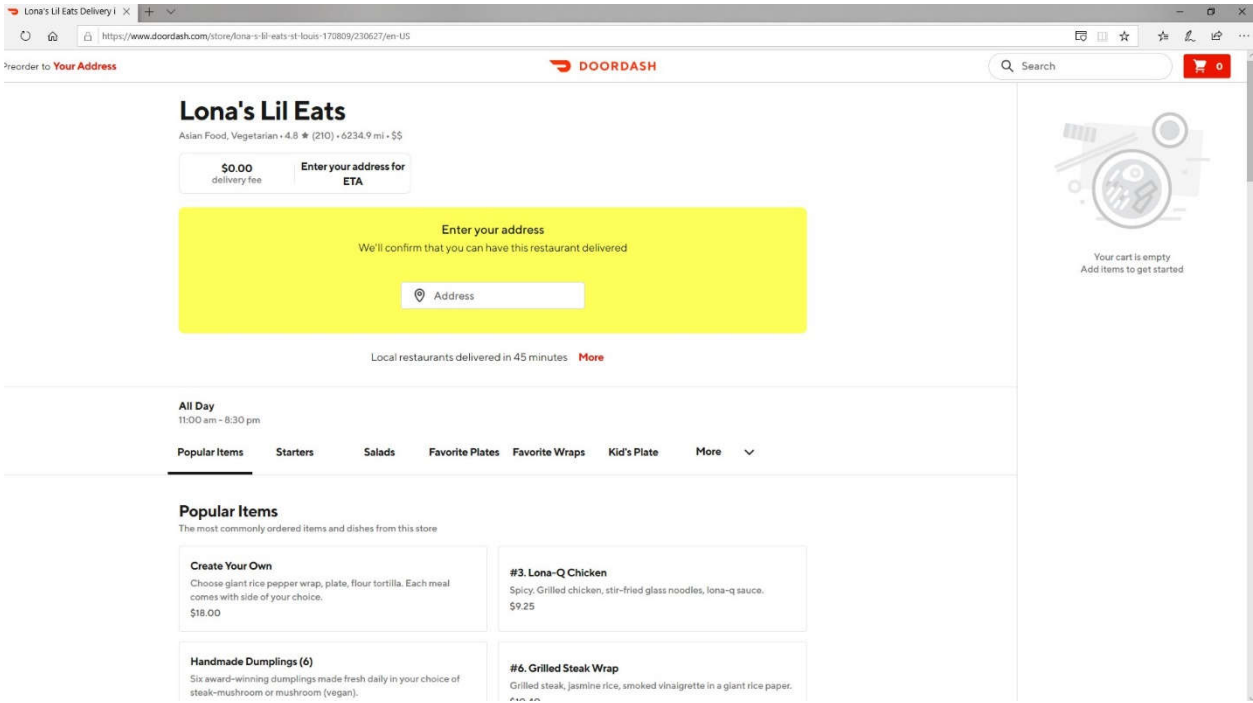 Lona's Lil Eats Delivery i
https://www.doordash.com/store/lona-s-lil-eats-st-louis-170809/230627/en-US
Preorder to Your Address
DOORDASH
Search
0
Lona's Lil Eats
Asian Food, Vegetarian • 4.8 ★ (210) • 6234.9 mi • $$
$0.00
delivery fee
Enter your address for
ETA
Enter your address
We'll confirm that you can have this restaurant delivered
Address
Local restaurants delivered in 45 minutes More
Your cart is empty
Add items to get started
All Day
11:00 am - 8:30 pm
Popular Items Starters Salads Favorite Plates Favorite Wraps Kid's Plate More
Popular Items
The most commonly ordered items and dishes from this store
Create Your Own
Choose giant rice pepper wrap, plate, flour tortilla. Each meal
comes with side of your choice.
$18.00
#3. Lona-Q Chicken
Spicy. Grilled chicken, stir-fried glass noodles, lona-q sauce.
$9.25
Handmade Dumplings (6)
Six award-winning dumplings made fresh daily in your choice of
steak-mushroom or mushroom (vegan).
#6. Grilled Steak Wrap
Grilled steak, jasmine rice, smoked vinaigrette in a giant rice paper.